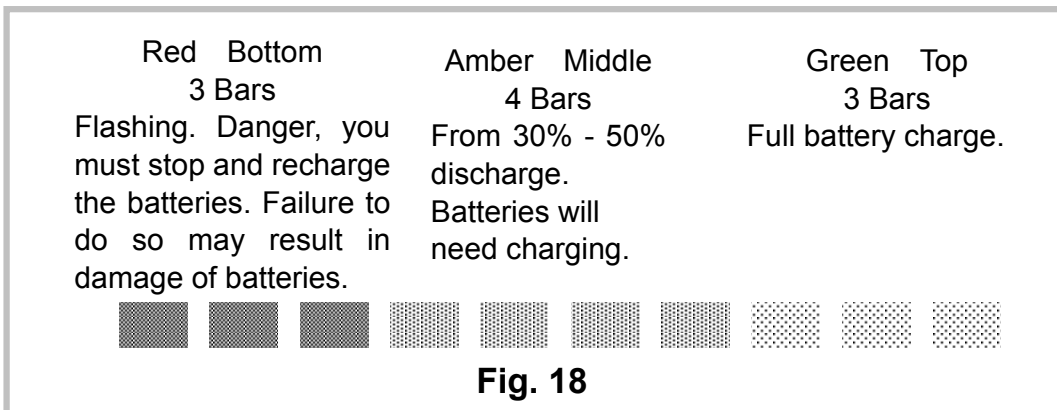 Red Bottom
3 Bars
Flashing. Danger, you
must stop and recharge
the batteries. Failure to
do so may result in
damage of batteries.
Amber Middle
4 Bars
From 30% - 50%
discharge.
Batteries will
need charging.
Green Top
3 Bars
Full battery charge.
Fig. 18